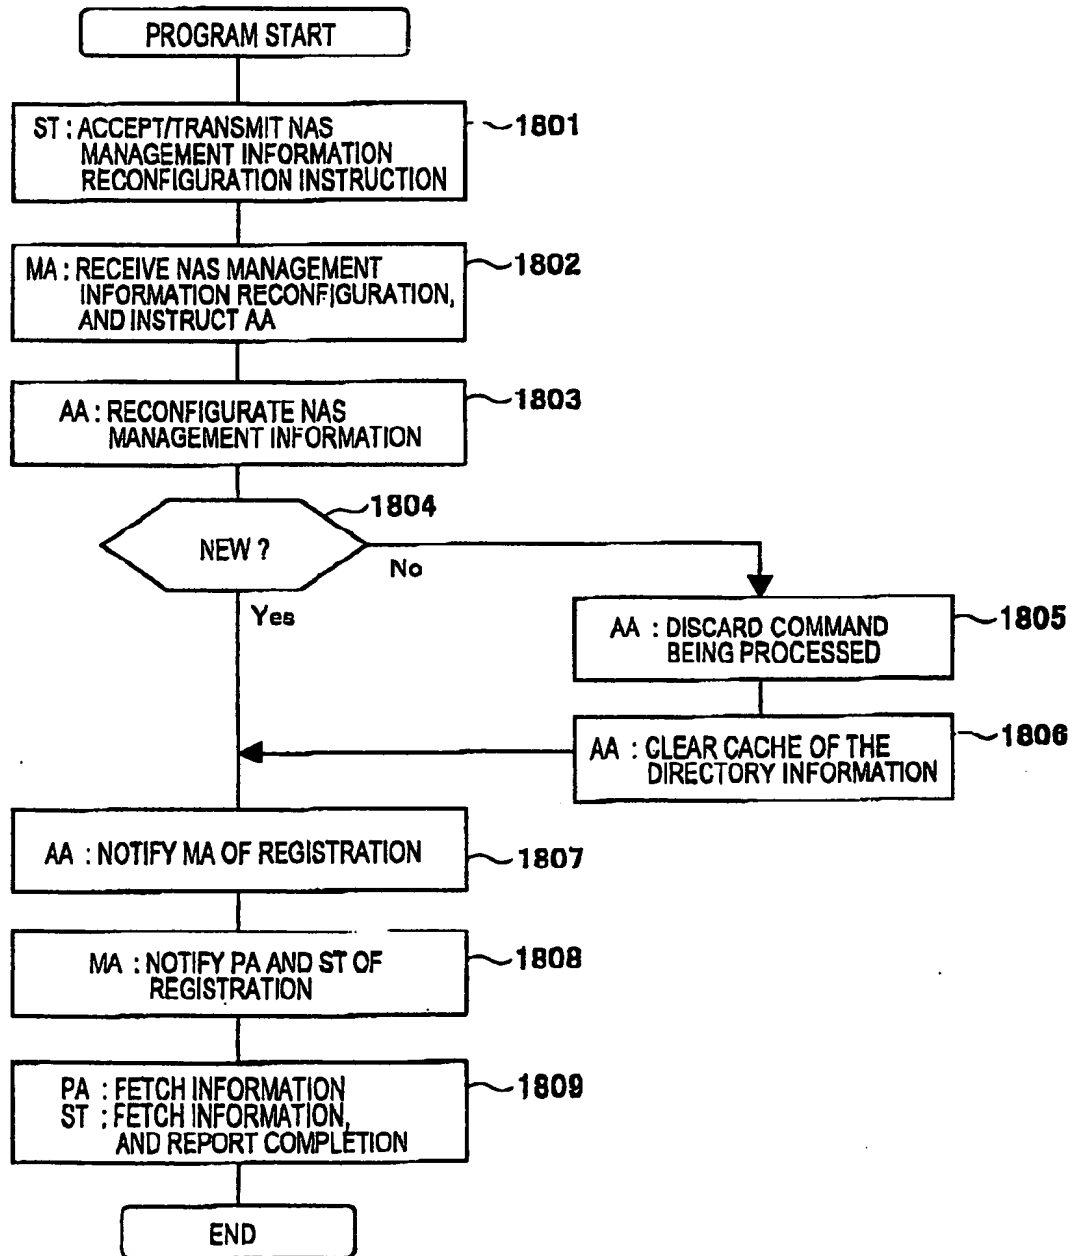 PROGRAM START
ST : ACCEPT/TRANSMIT NAS
MANAGEMENT INFORMATION
RECONFIGURATION INSTRUCTION
1801
MA : RECEIVE NAS MANAGEMENT
INFORMATION RECONFIGURATION,
AND INSTRUCT AA
1802
AA : RECONFIGURATE NAS
MANAGEMENT INFORMATION
1803
NEW ?
1804
No
Yes
AA : DISCARD COMMAND
BEING PROCESSED
1805
AA : CLEAR CACHE OF THE
DIRECTORY INFORMATION
1806
AA : NOTIFY MA OF REGISTRATION
1807
MA : NOTIFY PA AND ST OF
REGISTRATION
1808
PA : FETCH INFORMATION
ST : FETCH INFORMATION,
AND REPORT COMPLETION
1809
END